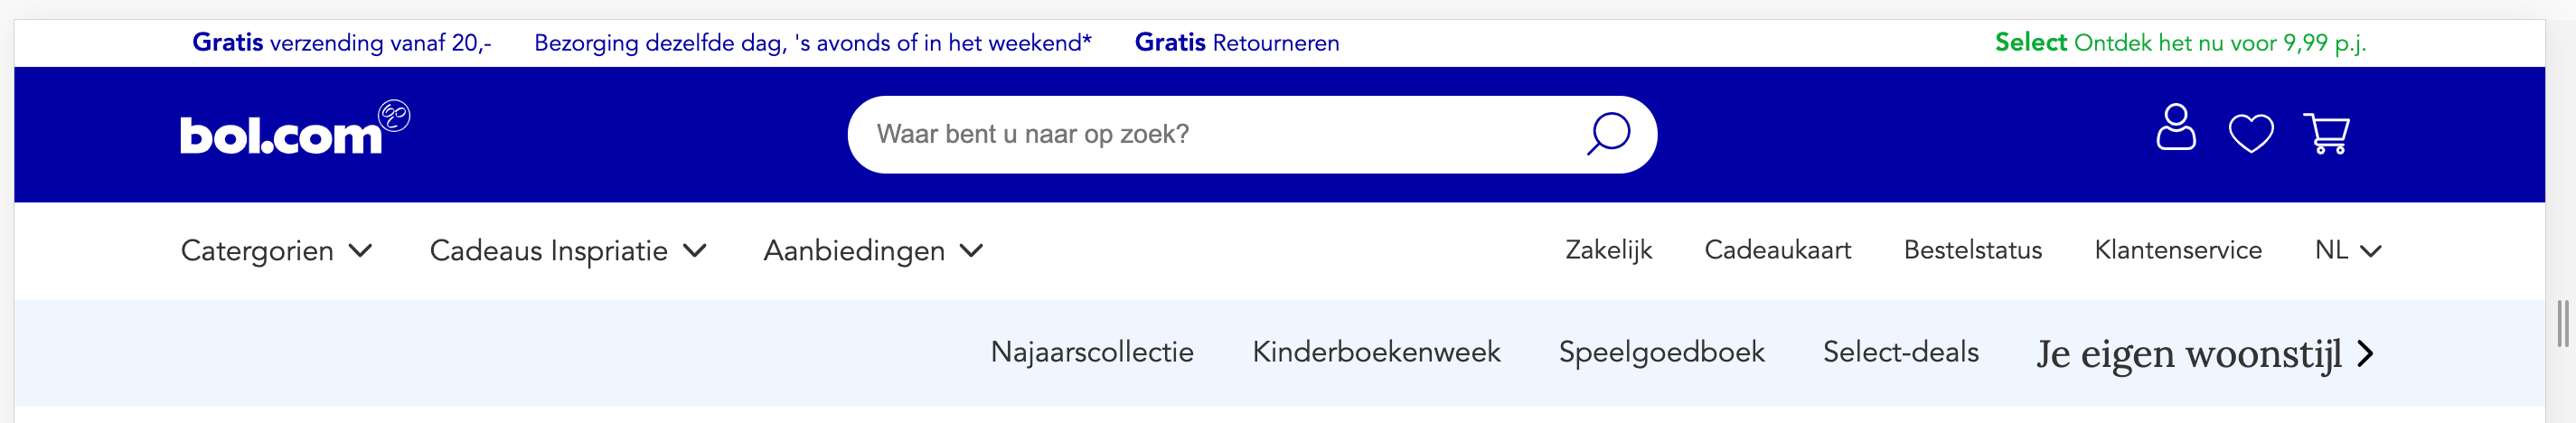 Gratis verzending vanaf 20,- Bezorging dezelfde dag, 's avonds of in het weekend* Gratis Retourneren Select Ontdek het nu voor 9,99 p.j.
bol.com Waar bent u naar op zoek?
Catergorien Cadeaus Inspriatie Aanbiedingen Zakelijk Cadeaukaart Bestelstatus Klantenservice NL
Najaarscollectie Kinderboekenweek Speelgoedboek Select-deals Je eigen woonstijl